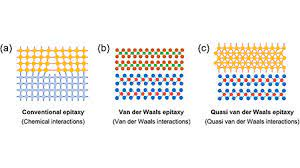 (a)
(b)
(c)
Conventional epitaxy
(Chemical interactions)
Van der Waals epitaxy
(Van der Waals interactions)
Quasi van der Waals epitaxy
(Quasi van der Waals interactions)